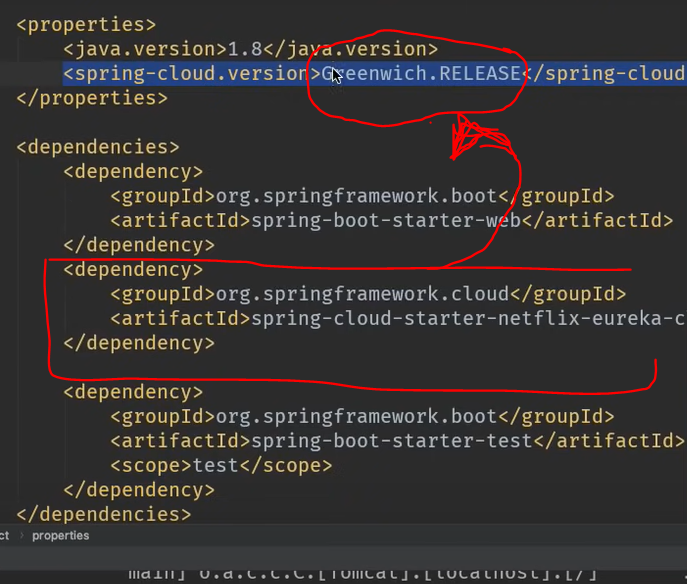 <properties>
<java.version>1.8</java.version>
<spring-cloud.version>Greenwich.RELEASE</spring-cloud
</properties>
<dependencies>
<dependency>
<groupId>org.springframework.boot</groupId>
<artifactId>spring-boot-starter-web</artifactId>
</dependency>
<dependency>
<groupId>org.springframework.cloud</groupId>
<artifactId>spring-cloud-starter-netflix-eureka-c
</dependency>
<dependency>
<groupId>org.springframework.boot</groupId>
<artifactId>spring-boot-starter-test</artifactId>
<scope>test</scope>
</dependency>
</dependencies>
ct › properties
main] o.a.c.c.C.[Tomcat].[localhost].[/]